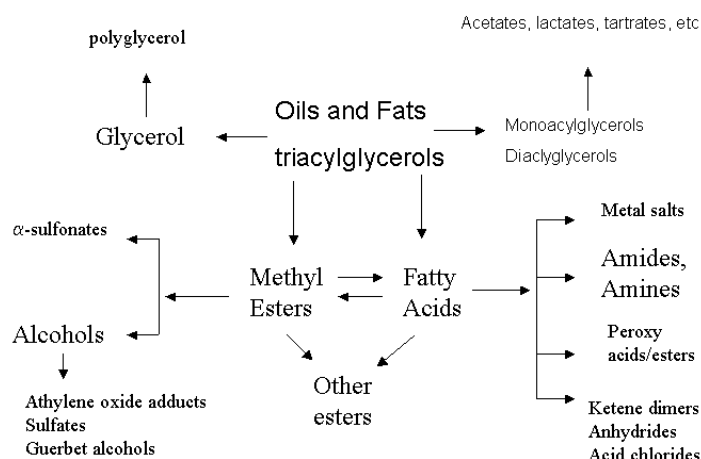 Acetates, lactates, tartrates, etc
polyglycerol
Oils and Fats
triacylglycerols
Glycerol
Monoacylglycerols
Diaclyglycerols
α-sulfonates
Metal salts
Methyl
Esters
Fatty
Acids
Amides,
Amines
Alcohols
Peroxy
acids/esters
Other
esters
Athylene oxide adducts
Sulfates
Guerbet alcohols
Ketene dimers
Anhydrides
Acid chlorides